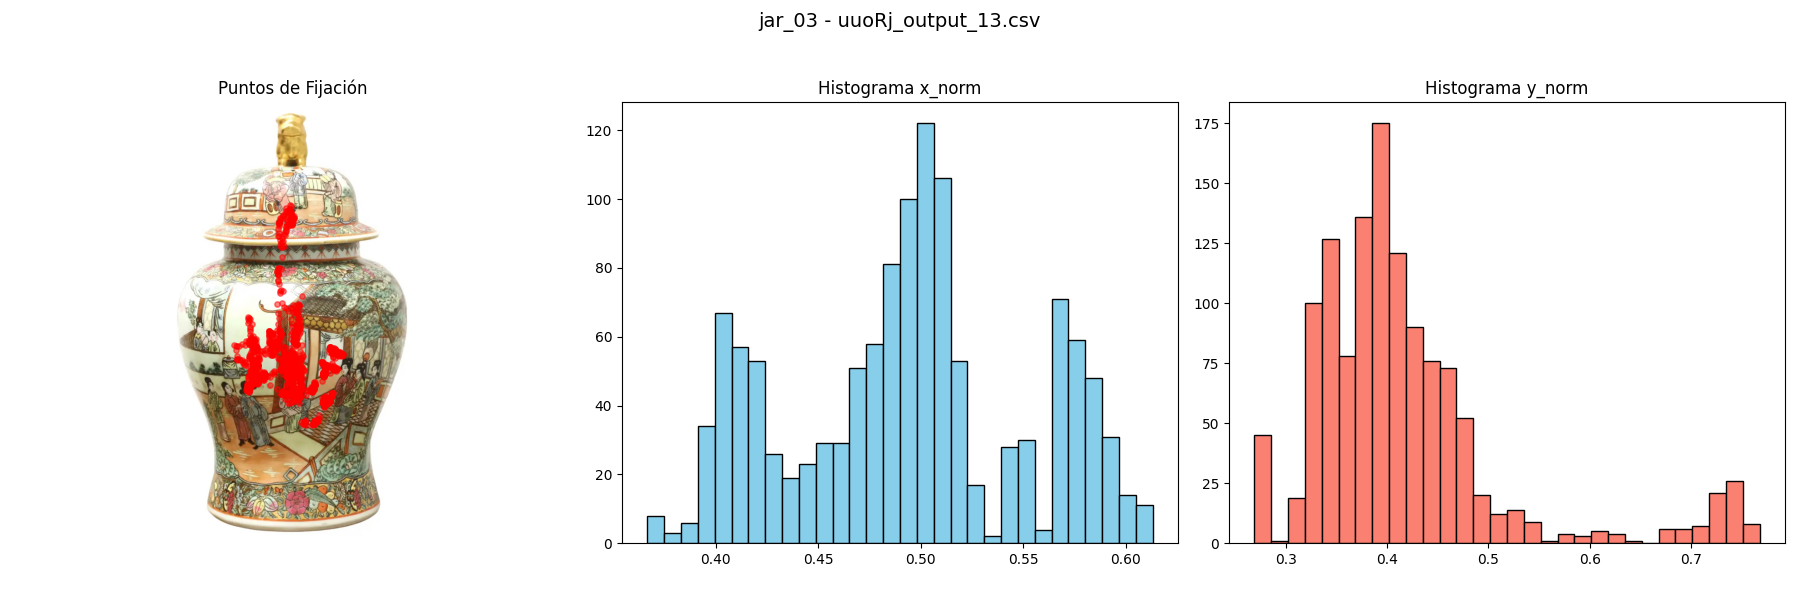 jar_03 - uuoRj_output_13.csv
Puntos de Fijación
Histograma x_norm
Histograma y_norm
120
100
80
60
40
20
0
0.40 0.45 0.50 0.55 0.60
175
150
125
100
75
50
25
0
0.3 0.4 0.5 0.6 0.7